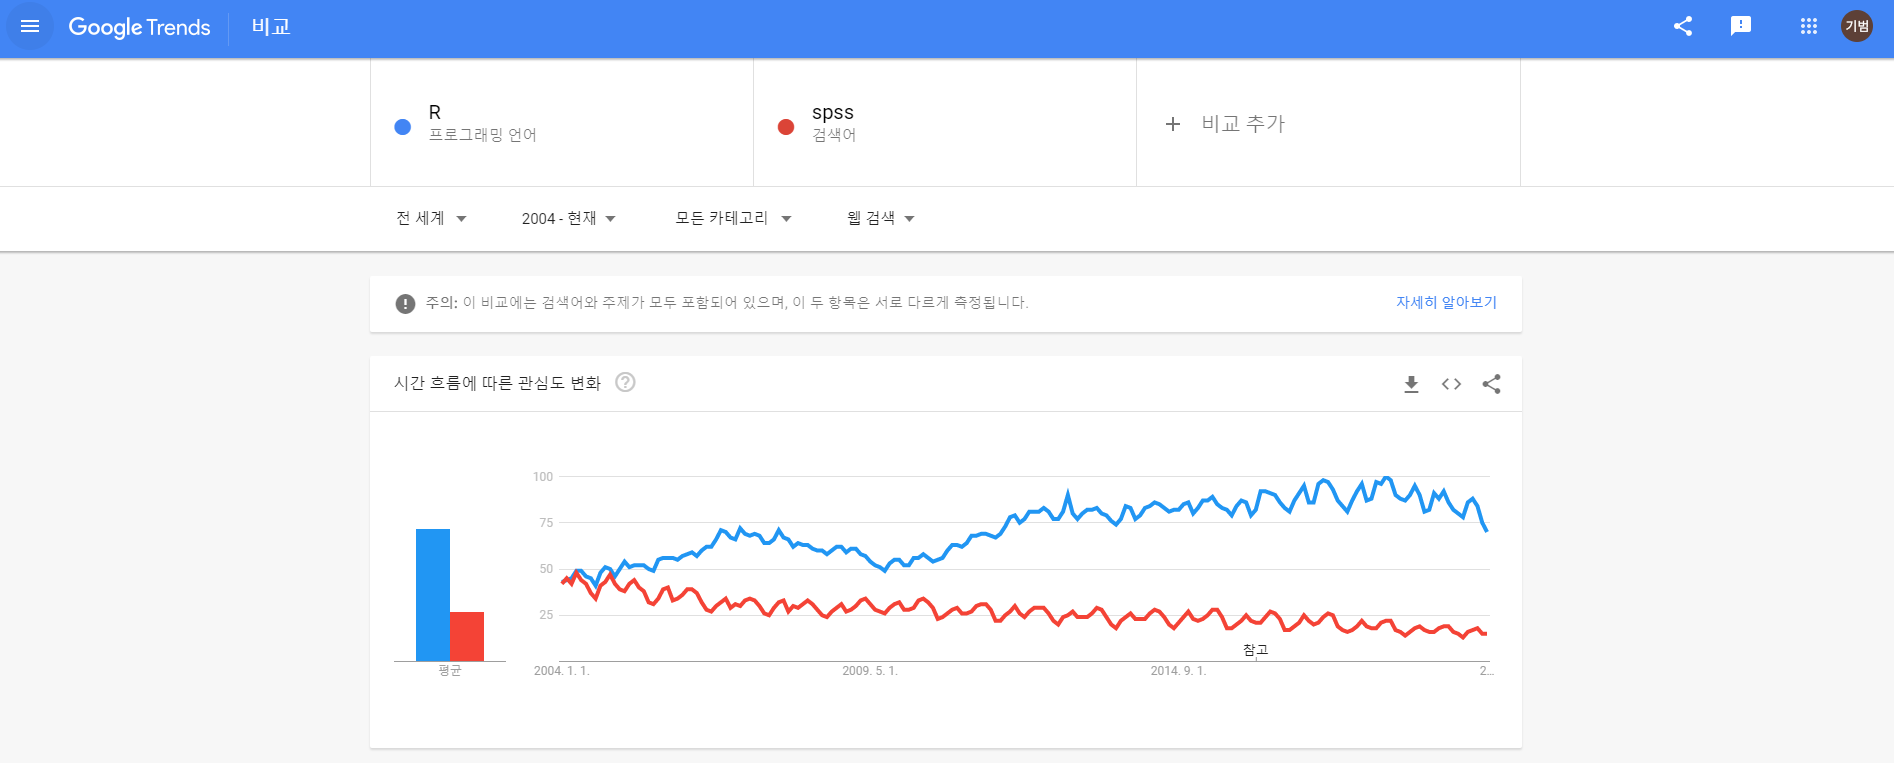 Google Trends 비교
기범
R
프로그래밍 언어
spss
검색어
비교 추가
전 세계
2004 - 현재
모든 카테고리
웹 검색
주의: 이 비교에는 검색어와 주제가 모두 포함되어 있으며, 이 두 항목은 서로 다르게 측정됩니다.
자세히 알아보기
시간 흐름에 따른 관심도 변화
100
75
50
25
참고
평균
2004. 1. 1.
2009. 5. 1.
2014. 9. 1.
2...